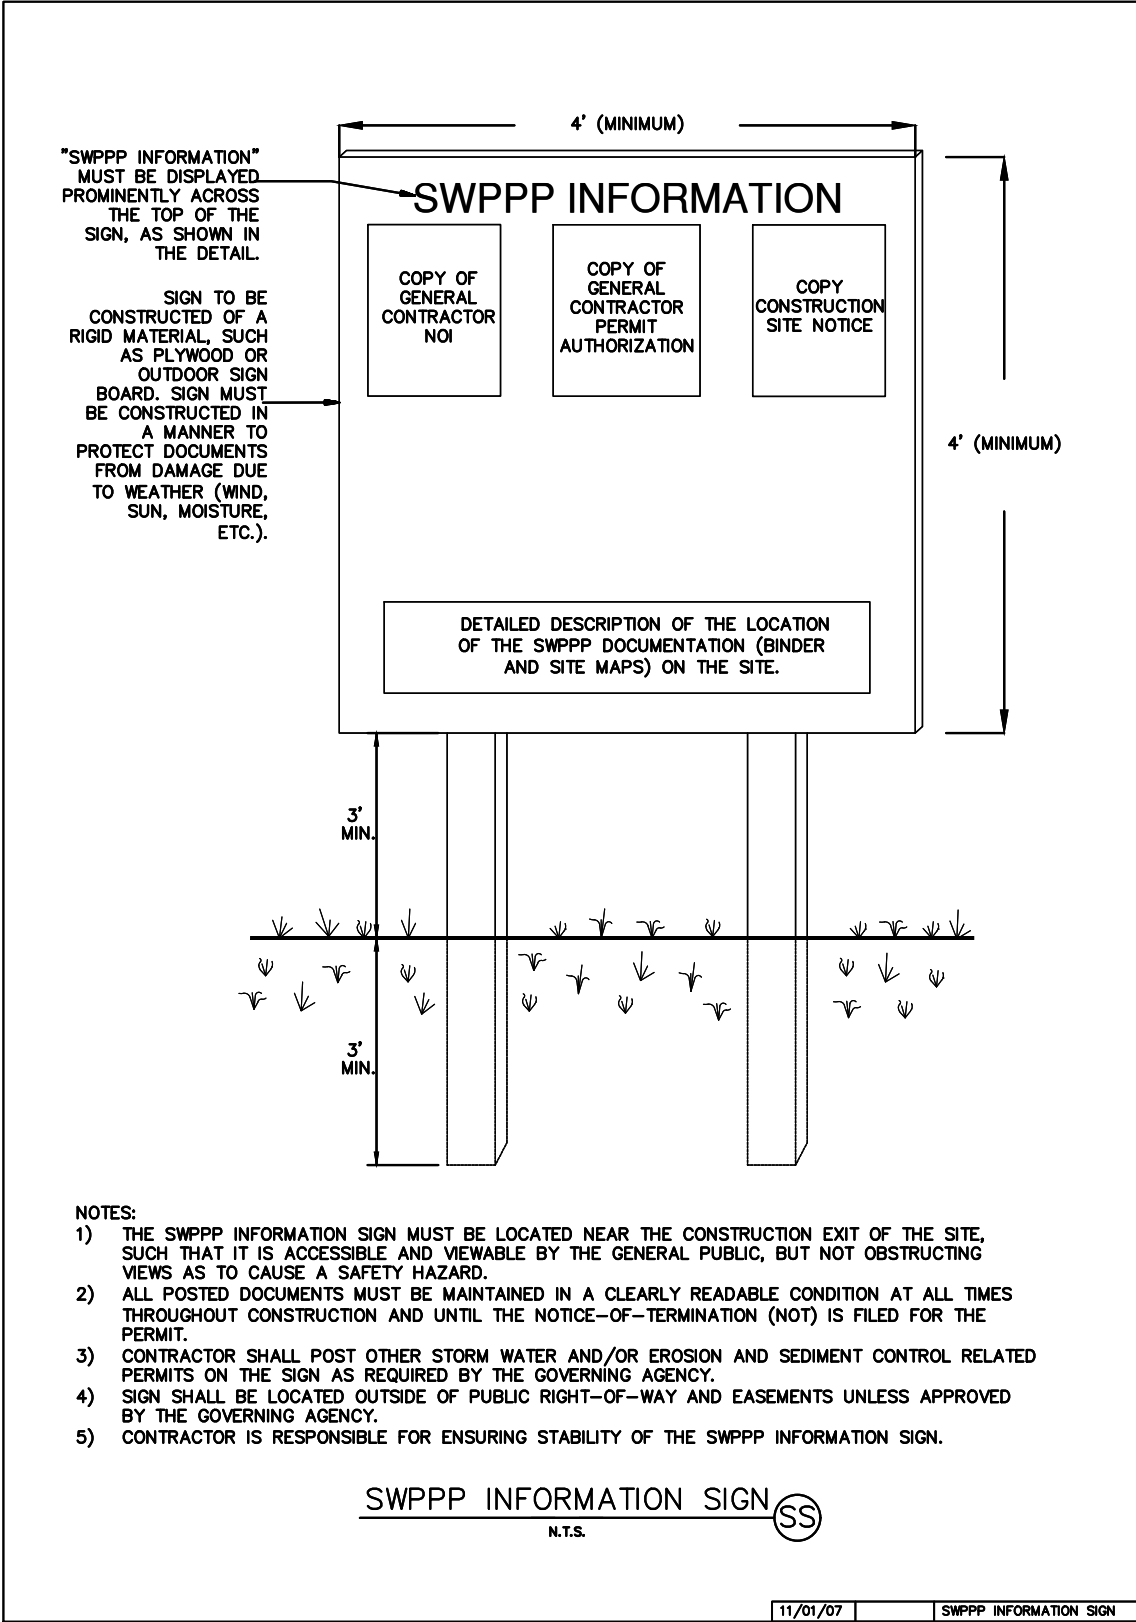 4' (MINIMUM)
"SWPPP INFORMATION"
MUST BE DISPLAYED
PROMINENTLY ACROSS
THE TOP OF THE
SIGN, AS SHOWN IN
THE DETAIL.
SWPPP INFORMATION
COPY OF
GENERAL
CONTRACTOR
NOI
COPY OF
GENERAL
CONTRACTOR
PERMIT
AUTHORIZATION
COPY
CONSTRUCTION
SITE NOTICE
SIGN TO BE
CONSTRUCTED OF A
RIGID MATERIAL, SUCH
AS PLYWOOD OR
OUTDOOR SIGN
BOARD. SIGN MUST
BE CONSTRUCTED IN
A MANNER TO
PROTECT DOCUMENTS
FROM DAMAGE DUE
TO WEATHER (WIND,
SUN, MOISTURE,
ETC.).
4' (MINIMUM)
DETAILED DESCRIPTION OF THE LOCATION
OF THE SWPPP DOCUMENTATION (BINDER
AND SITE MAPS) ON THE SITE.
3'
MIN.
3'
MIN.
NOTES:
1) THE SWPPP INFORMATION SIGN MUST BE LOCATED NEAR THE CONSTRUCTION EXIT OF THE SITE,
SUCH THAT IT IS ACCESSIBLE AND VIEWABLE BY THE GENERAL PUBLIC, BUT NOT OBSTRUCTING
VIEWS AS TO CAUSE A SAFETY HAZARD.
2) ALL POSTED DOCUMENTS MUST BE MAINTAINED IN A CLEARLY READABLE CONDITION AT ALL TIMES
THROUGHOUT CONSTRUCTION AND UNTIL THE NOTICE-OF-TERMINATION (NOT) IS FILED FOR THE
PERMIT.
3) CONTRACTOR SHALL POST OTHER STORM WATER AND/OR EROSION AND SEDIMENT CONTROL RELATED
PERMITS ON THE SIGN AS REQUIRED BY THE GOVERNING AGENCY.
4) SIGN SHALL BE LOCATED OUTSIDE OF PUBLIC RIGHT-OF-WAY AND EASEMENTS UNLESS APPROVED
BY THE GOVERNING AGENCY.
5) CONTRACTOR IS RESPONSIBLE FOR ENSURING STABILITY OF THE SWPPP INFORMATION SIGN.
SWPPP INFORMATION SIGN SS
N.T.S.
11/01/07 SWPPP INFORMATION SIGN